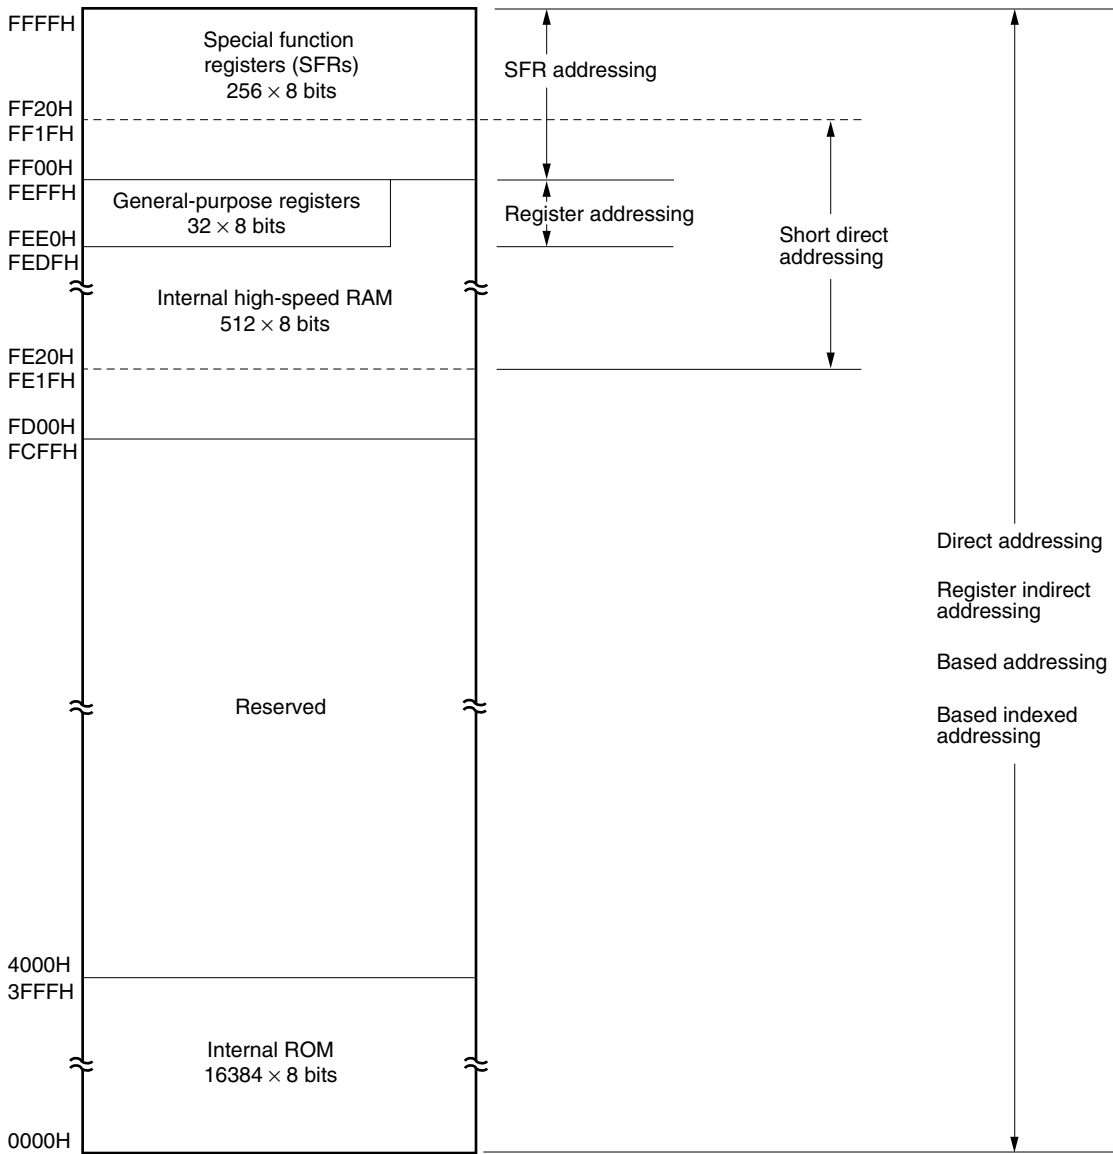 FFFFH
Special function
registers (SFRs)
256 × 8 bits
SFR addressing
FF20H
FF1FH
FF00H
FEFFH
General-purpose registers
32 × 8 bits
Register addressing
Short direct
addressing
FEE0H
FEDFH
Internal high-speed RAM
512 × 8 bits
FE20H
FE1FH
FD00H
FCFFH
Direct addressing
Register indirect
addressing
Based addressing
Based indexed
addressing
Reserved
4000H
3FFFH
Internal ROM
16384 × 8 bits
0000H